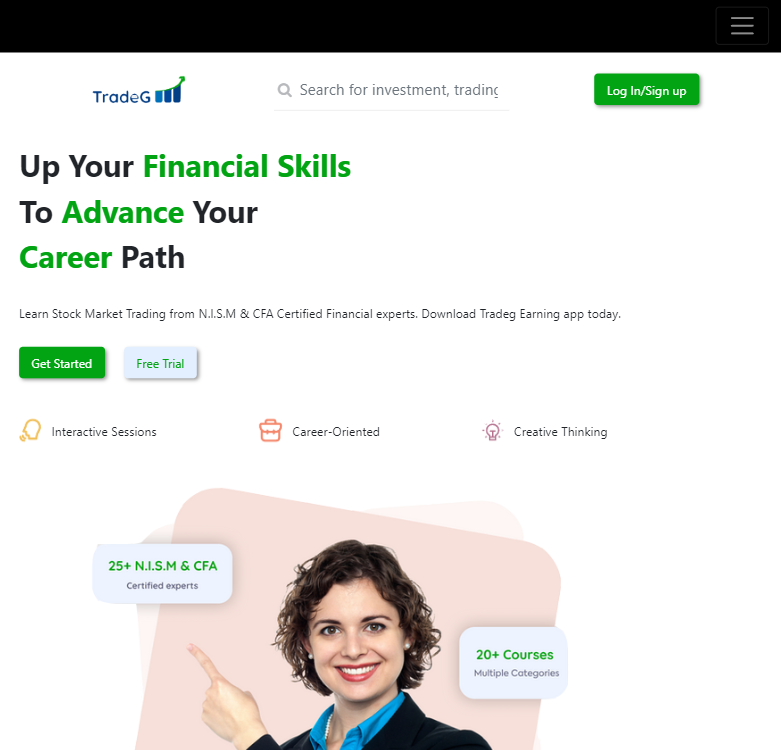 TradeG
Search for investment, trading
Log In/Sign up
Up Your Financial Skills
To Advance Your
Career Path
Learn Stock Market Trading from N.I.S.M & CFA Certified Financial experts. Download Tradeg Earning app today.
Get Started
Free Trial
Interactive Sessions
Career-Oriented
Creative Thinking
25+ N.I.S.M & CFA
Certified experts
20+ Courses
Multiple Categories